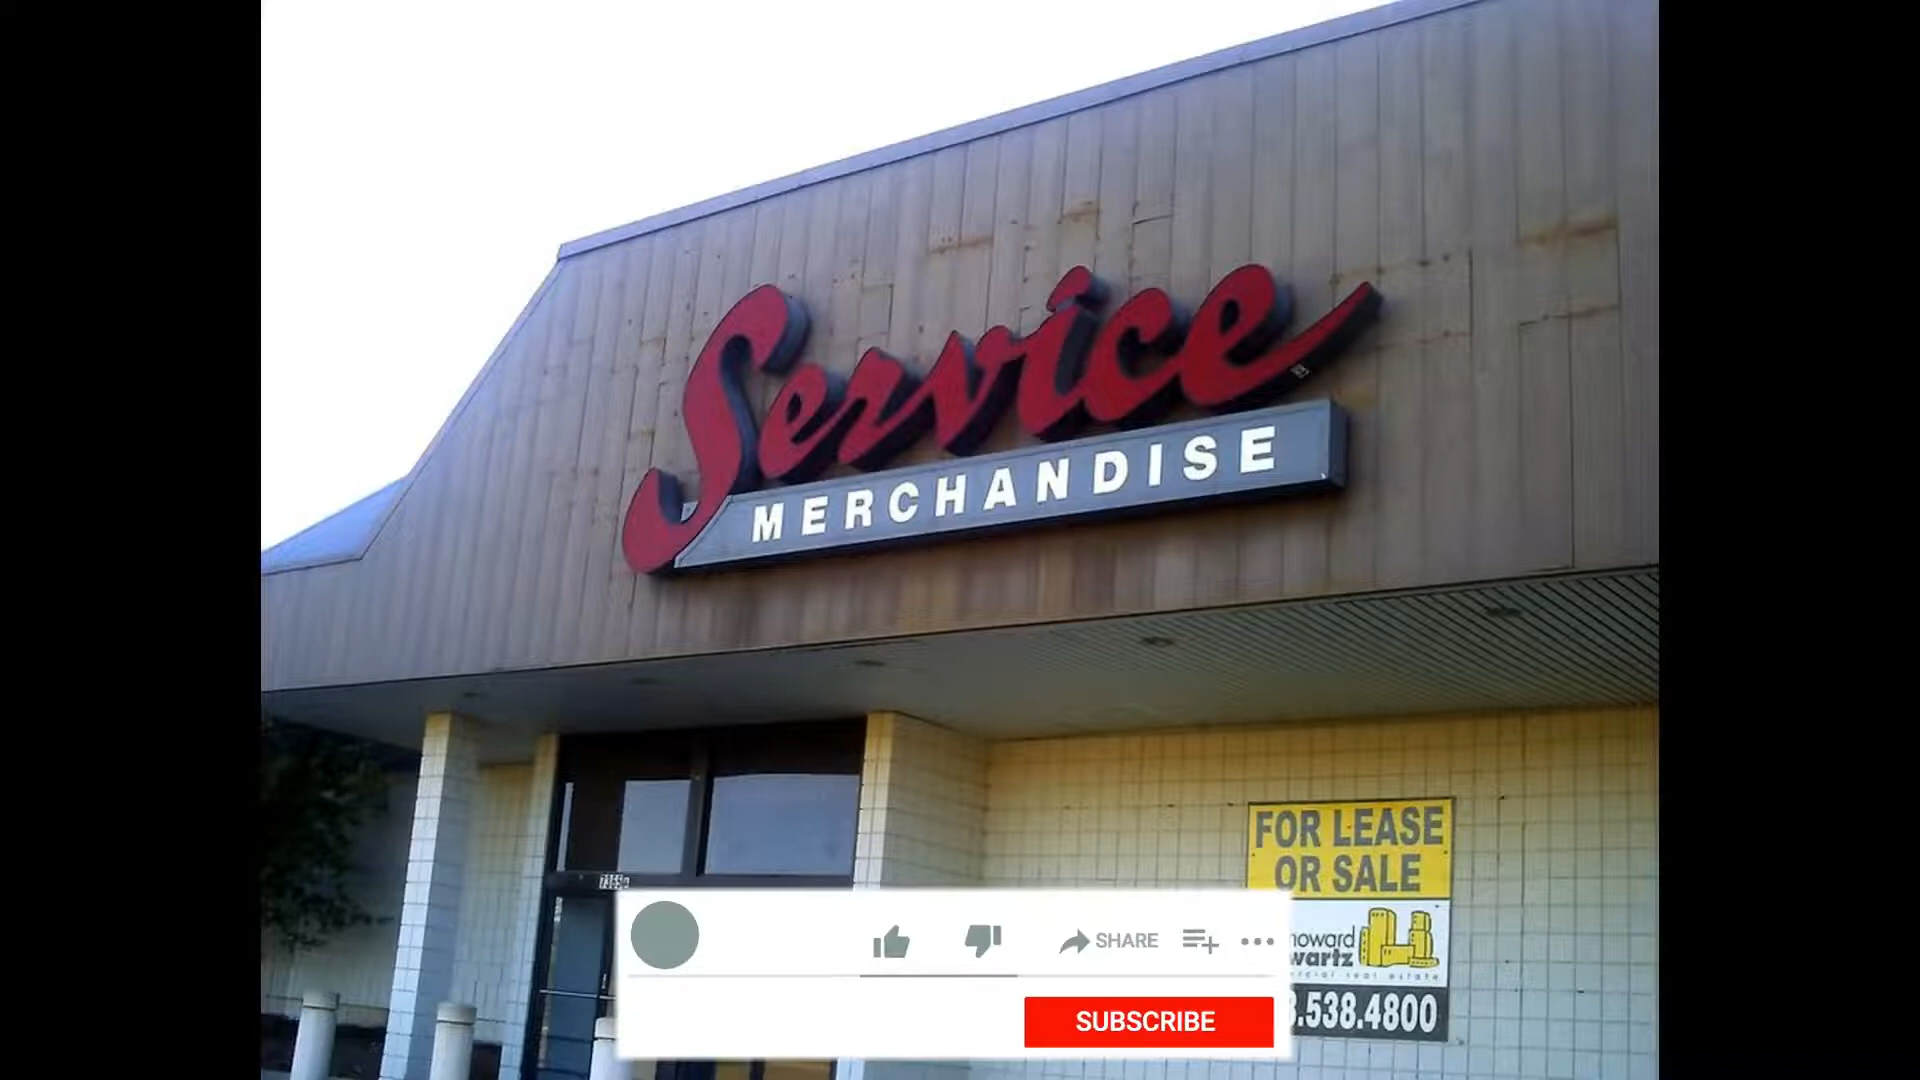 Service
MERCHANDISE
FOR LEASE
OR SALE
.538.4800
SHARE
SUBSCRIBE